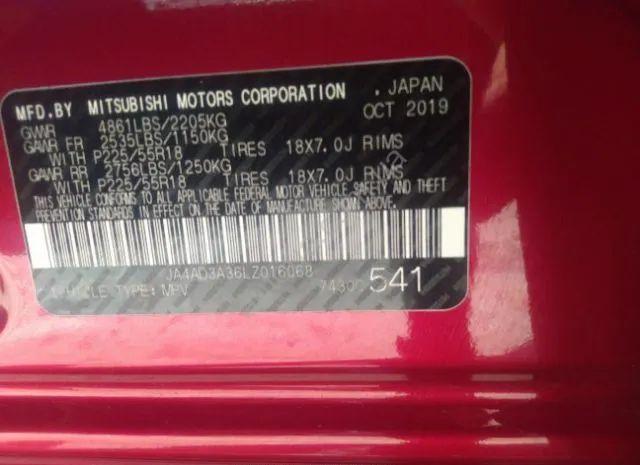 MFD.BY MITSUBISHI MOTORS CORPORATION . JAPAN
GVWR 4861LBS/2205KG OCT 2019
GAWR FR 2535LBS/1150KG
WITH P225/55R18 TIRES 18X7.0J RIMS
GAWR RR 2756LBS/1250KG
WITH P225/55R18 TIRES 18X7.0J RIMS
THIS VEHICLE CONFORMS TO ALL APPLICABLE FEDERAL MOTOR VEHICLE SAFETY AND THEFT
PREVENTION STANDARDS IN EFFECT ON THE DATE OF MANUFACTURE SHOWN ABOVE.
JA4AD3A36LZ016068
VEHICLE TYPE: MPV 541